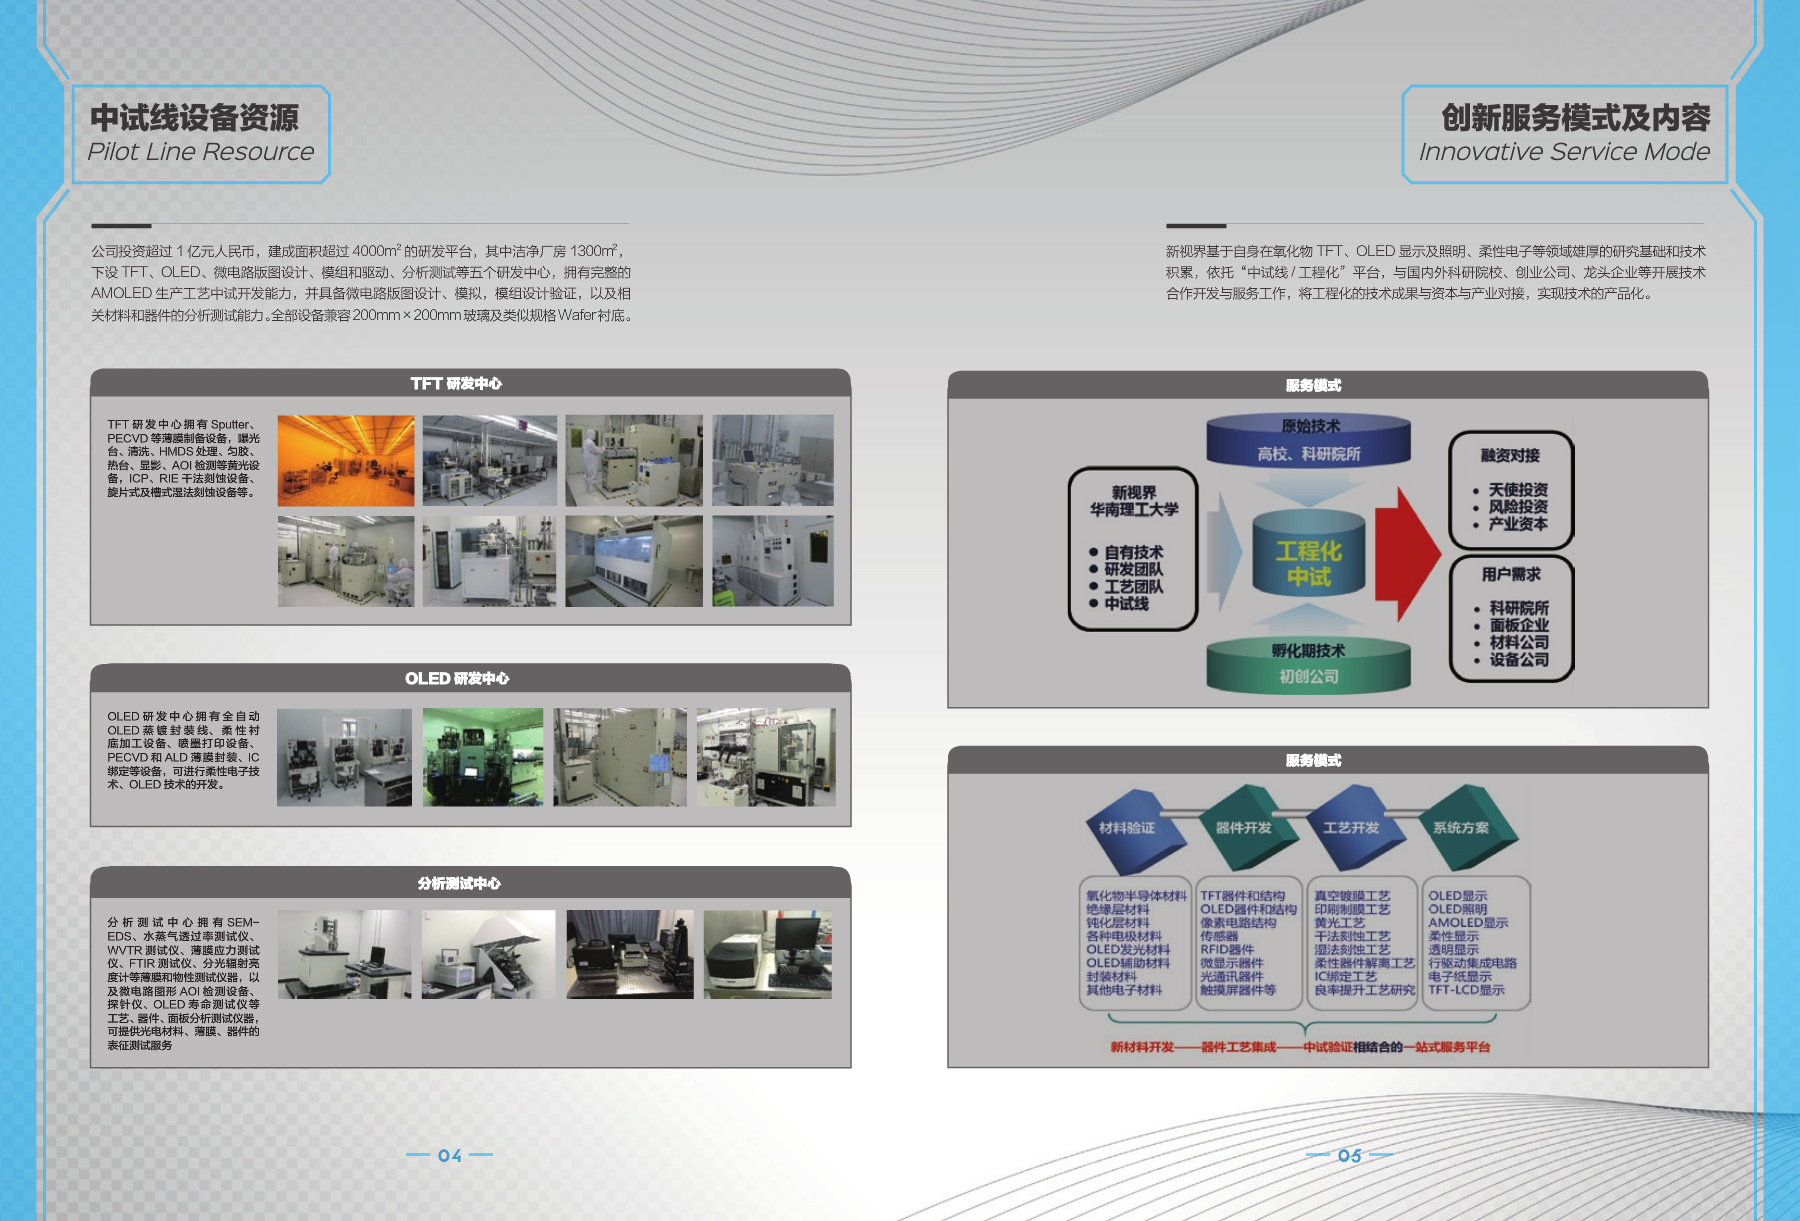 中试线设备资源
Pilot Line Resource
公司投资超过 1 亿元人民币，建成面积超过 4000m² 的研发平台，其中洁净厂房 1300m²，
下设 TFT、OLED、微电路版图设计、模组和驱动、分析测试等五个研发中心，拥有完整的
AMOLED 生产工艺中试开发能力，并具备微电路版图设计、模拟，模组设计验证，以及相
关材料和器件的分析测试能力。全部设备兼容 200mm × 200mm 玻璃及类似规格 Wafer 衬底。
TFT 研发中心
TFT 研发中心拥有 Sputter、
PECVD 等薄膜制备设备，曝光
台、清洗、HMDS 处理、匀胶、
热台、显影、AOI 检测等黄光设
备，ICP、RIE 干法刻蚀设备、
旋片式及槽式湿法刻蚀设备等。
OLED 研发中心
OLED 研发中心拥有全自动
OLED 蒸镀封装线、柔性衬
底加工设备、喷墨打印设备、
PECVD 和 ALD 薄膜封装、IC
绑定等设备，可进行柔性电子技
术、OLED 技术的开发。
分析测试中心
分析测试中心拥有 SEM-
EDS、水蒸气透过率测试仪、
WVTR 测试仪、薄膜应力测试
仪、FTIR 测试仪、分光辐射亮
度计等薄膜和物性测试仪器，以
及微电路图形 AOI 检测设备、
探针仪、OLED 寿命测试仪等
工艺、器件、面板分析测试仪器，
可提供光电材料、薄膜、器件的
表征测试服务
04
创新服务模式及内容
Innovative Service Mode
新视界基于自身在氧化物 TFT、OLED 显示及照明、柔性电子等领域雄厚的研究基础和技术
积累，依托“中试线 / 工程化”平台，与国内外科研院校、创业公司、龙头企业等开展技术
合作开发与服务工作，将工程化的技术成果与资本与产业对接，实现技术的产品化。
服务模式
原始技术
高校、科研院所
新视界
华南理工大学
● 自有技术
● 研发团队
● 工艺团队
● 中试线
工程化
中试
孵化期技术
初创公司
融资对接
• 天使投资
• 风险投资
• 产业资本
用户需求
• 科研院所
• 面板企业
• 材料公司
• 设备公司
服务模式
材料验证
氧化物半导体材料
绝缘层材料
钝化层材料
各种电极材料
OLED发光材料
OLED辅助材料
封装材料
其他电子材料
器件开发
TFT器件和结构
OLED器件和结构
像素电路结构
传感器
RFID器件
微显示器件
光通讯器件
触摸屏器件等
工艺开发
真空镀膜工艺
印刷制膜工艺
黄光工艺
干法刻蚀工艺
湿法刻蚀工艺
柔性器件解离工艺
IC绑定工艺
良率提升工艺研究
系统方案
OLED显示
OLED照明
AMOLED显示
柔性显示
透明显示
行驱动集成电路
电子纸显示
TFT-LCD显示
新材料开发——器件工艺集成——中试验证相结合的一站式服务平台
05